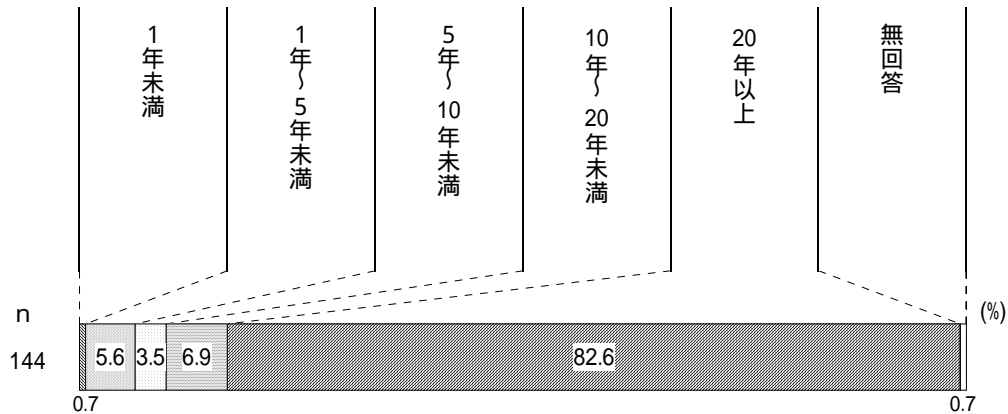 1年未満
1年～5年未満
5年～10年未満
10年～20年未満
20年以上
無回答
n
(%)
144
5.6
3.5
6.9
82.6
0.7
0.7